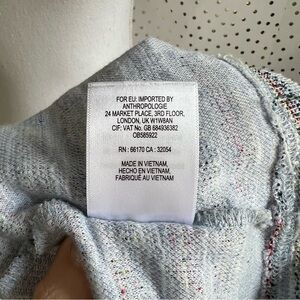 FOR EU: IMPORTED BY
ANTHROPOLOGIE
24 MARKET PLACE, 3RD FLOOR,
LONDON, UK W1W8AN
CIF: VAT No. GB 684936382
OB585922
RN : 66170 CA : 32054
MADE IN VIETNAM,
HECHO EN VIETNAM,
FABRIQUÉ AU VIETNAM